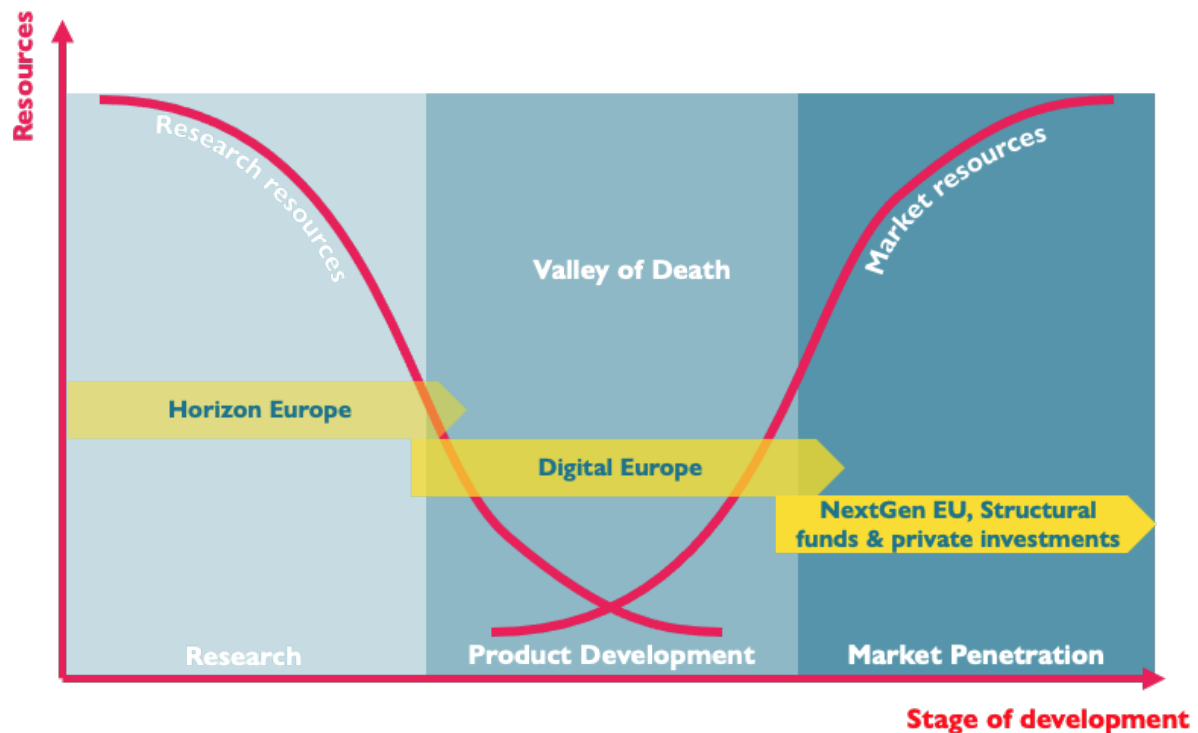 Resources
Research resources
Market resources
Valley of Death
Horizon Europe
Digital Europe
NextGen EU, Structural
funds & private investments
Research
Product Development
Market Penetration
Stage of development